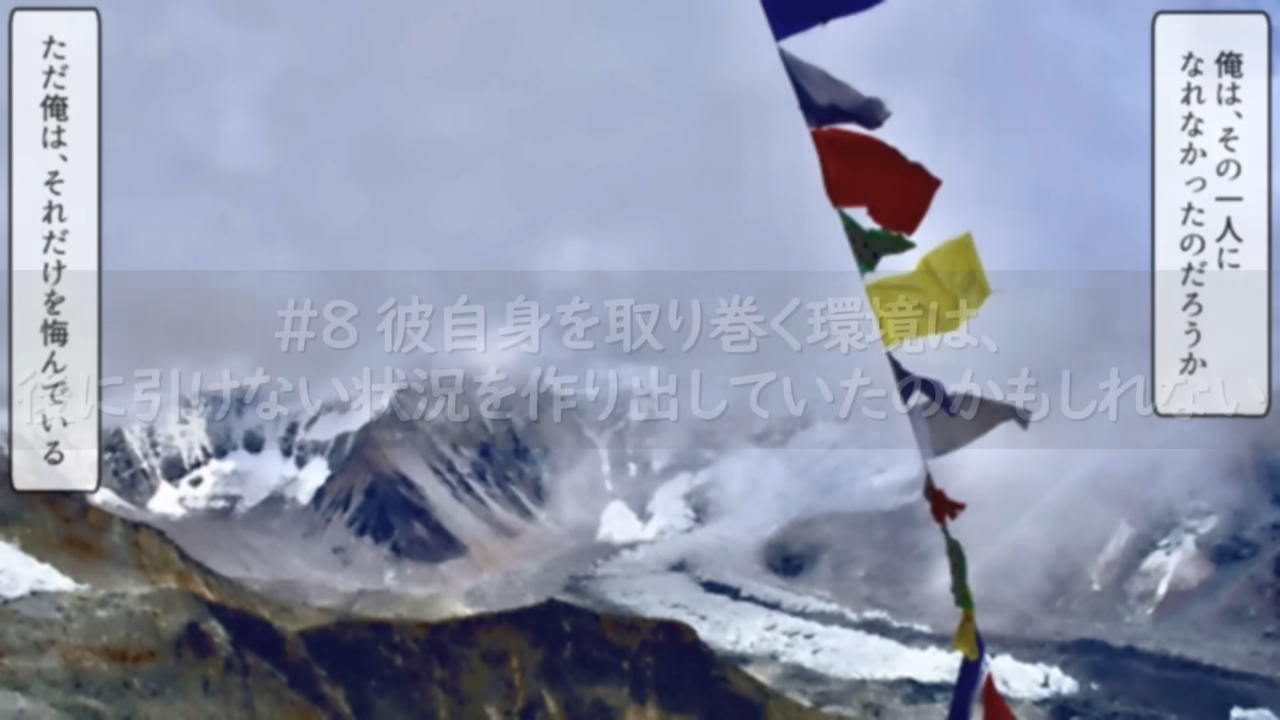 俺は、その一人に
なれなかったのだろうか
#8 彼自身を取り巻く環境は、
後に引けない状況を作り出していたのかもしれない
ただ俺は、それだけを悔んでいる